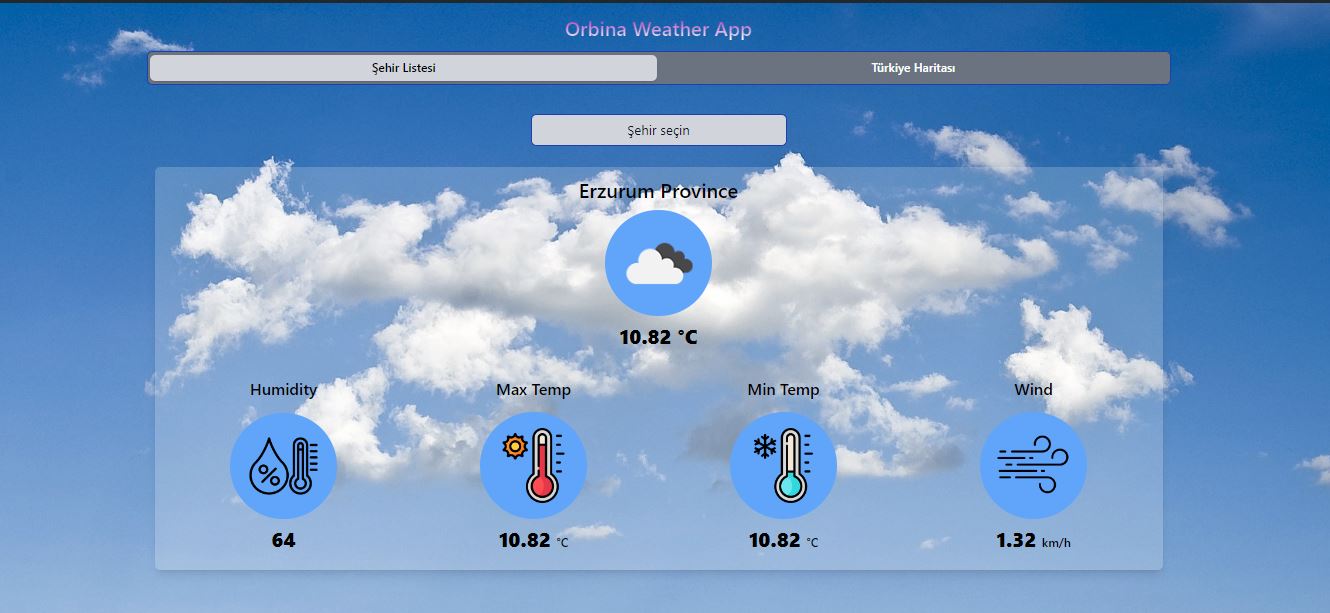 Orbina Weather App
Şehir Listesi
Türkiye Haritası
Şehir seçin
Erzurum Province
10.82 °C
Humidity
Max Temp
Min Temp
Wind
%
64
10.82 °C
10.82 °C
1.32 km/h